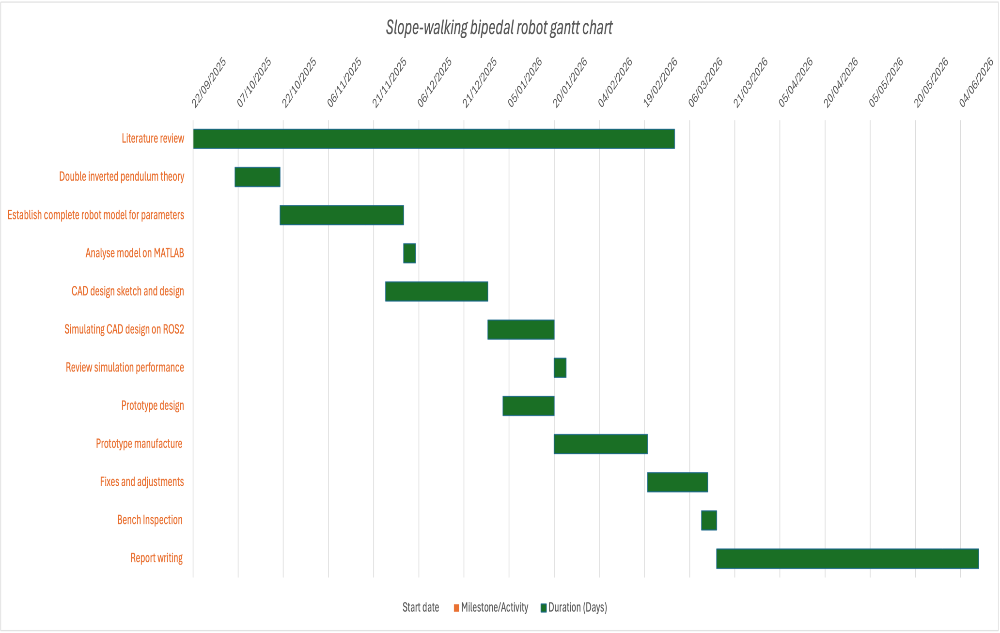 Slope-walking bipedal robot gantt chart
22/09/2025
07/10/2025
22/10/2025
06/11/2025
21/11/2025
06/12/2025
21/12/2025
05/01/2026
20/01/2026
04/02/2026
19/02/2026
06/03/2026
21/03/2026
05/04/2026
20/04/2026
05/05/2026
20/05/2026
04/06/2026
Literature review
Double inverted pendulum theory
Establish complete robot model for parameters
Analyse model on MATLAB
CAD design sketch and design
Simulating CAD design on ROS2
Review simulation performance
Prototype design
Prototype manufacture
Fixes and adjustments
Bench Inspection
Report writing
Start date
Milestone/Activity
Duration (Days)